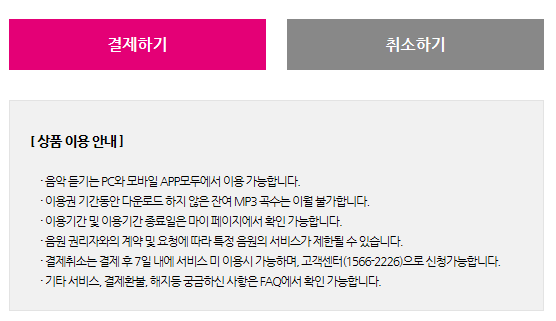 결제하기
취소하기
[ 상품 이용 안내 ]
· 음악 듣기는 PC와 모바일 APP모두에서 이용 가능합니다.
· 이용권 기간동안 다운로드 하지 않은 잔여 MP3 곡수는 이월 불가합니다.
· 이용기간 및 이용기간 종료일은 마이 페이지에서 확인 가능합니다.
· 음원 권리자와의 계약 및 요청에 따라 특정 음원의 서비스가 제한될 수 있습니다.
· 결제취소는 결제 후 7일 내에 서비스 미 이용시 가능하며, 고객센터(1566-2226)으로 신청가능합니다.
· 기타 서비스, 결제환불, 해지등 궁금하신 사항은 FAQ에서 확인 가능합니다.